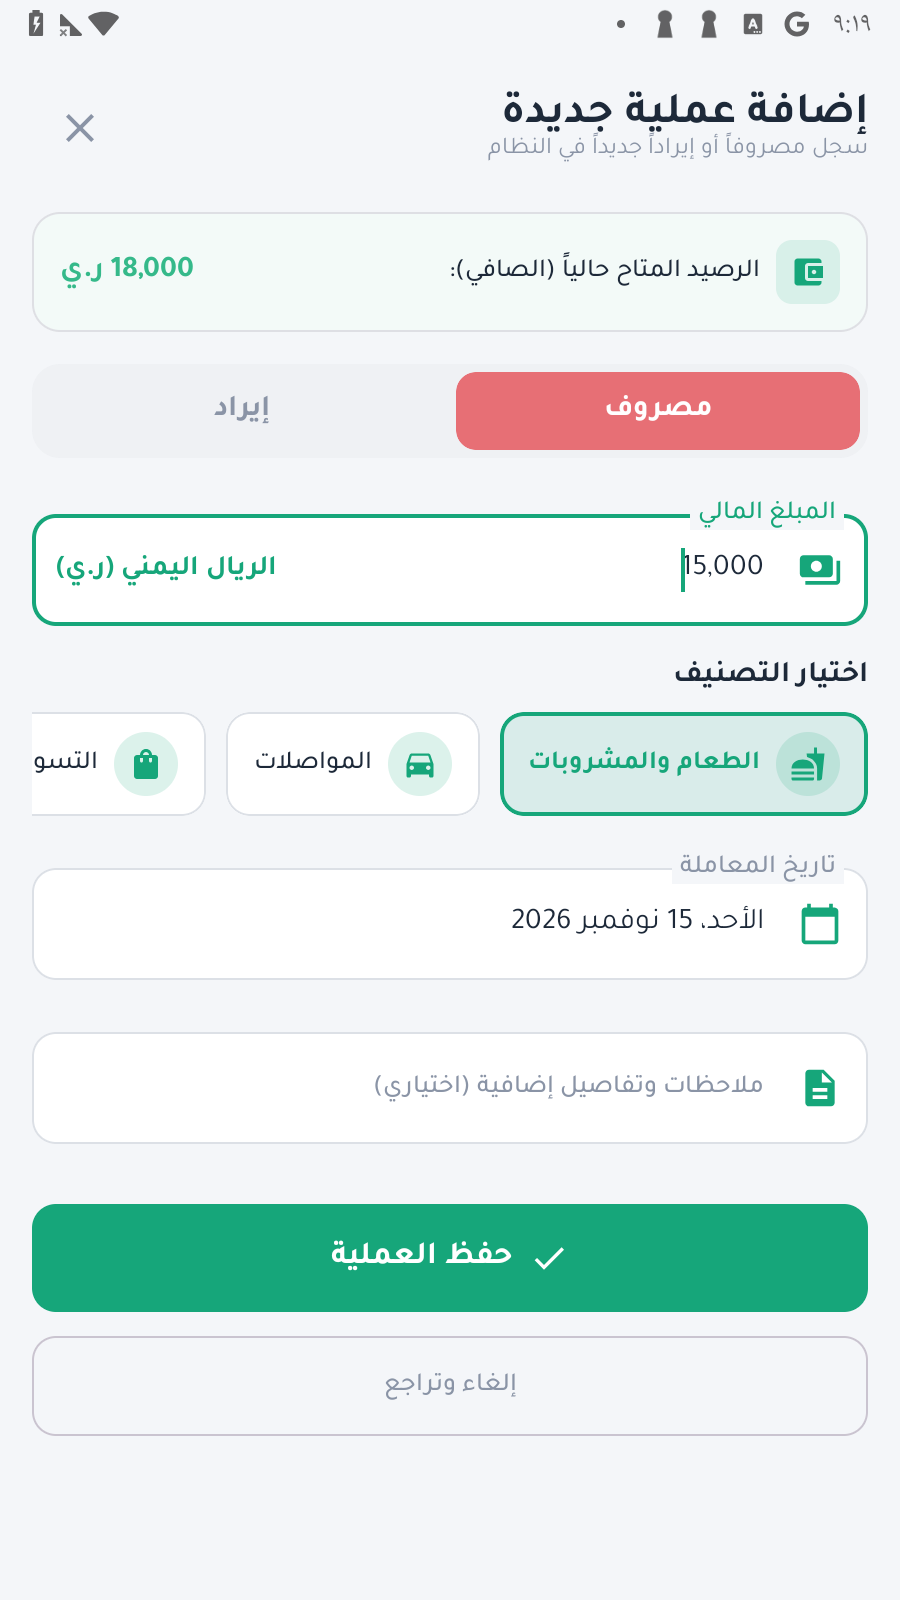 ٩:١٩
إضافة عملية جديدة
سجل مصروفاً أو إيراداً جديداً في النظام
الرصيد المتاح حالياً (الصافي):
18,000 ر.ي
مصروف
إيراد
المبلغ المالي
15,000
الريال اليمني (ر.ي)
اختيار التصنيف
الطعام والمشروبات
المواصلات
التسو
تاريخ المعاملة
الأحد، 15 نوفمبر 2026
ملاحظات وتفاصيل إضافية (اختياري)
حفظ العملية
إلغاء وتراجع